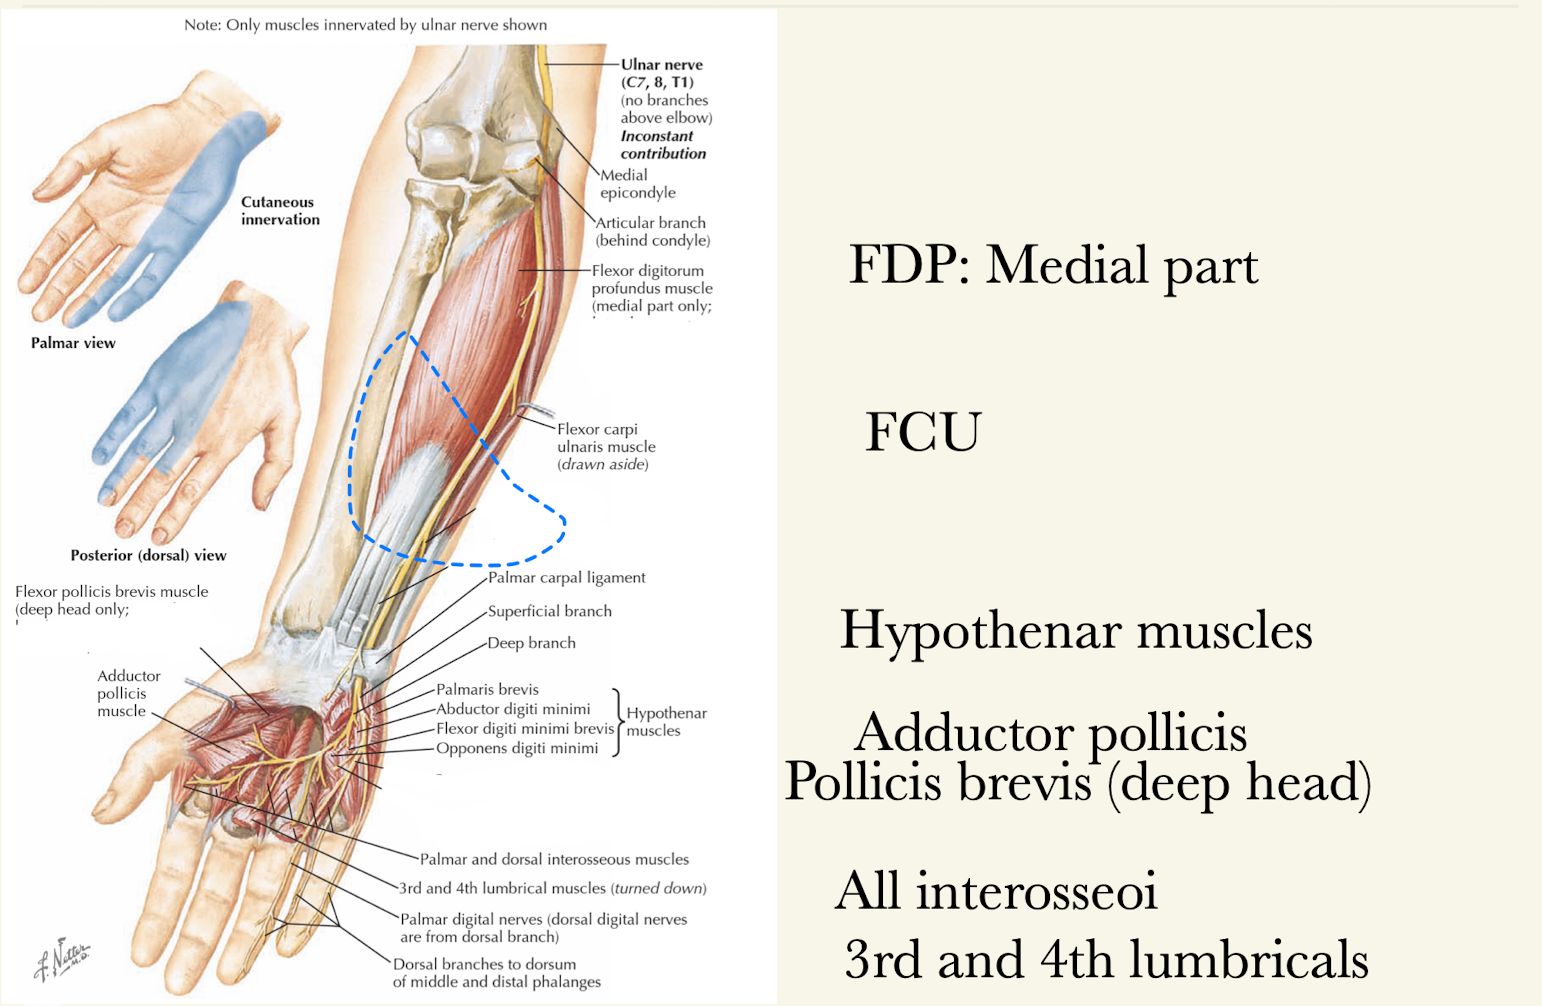 Note: Only muscles innervated by ulnar nerve shown
Ulnar nerve
(C7, 8, T1)
(no branches
above elbow)
Inconstant
contribution
Medial
epicondyle
Articular branch
(behind condyle)
Flexor digitorum
profundus muscle
(medial part only;
Cutaneous
innervation
Palmar view
Flexor carpi
ulnaris muscle
(drawn aside)
Posterior (dorsal) view
Flexor pollicis brevis muscle
(deep head only;
Palmar carpal ligament
Superficial branch
Deep branch
Adductor
pollicis
muscle
Palmaris brevis
Abductor digiti minimi
Flexor digiti minimi brevis
Opponens digiti minimi
Hypothenar
muscles
Palmar and dorsal interosseous muscles
3rd and 4th lumbrical muscles (turned down)
Palmar digital nerves (dorsal digital nerves
are from dorsal branch)
Dorsal branches to dorsum
of middle and distal phalanges
F. Netter
M.D.
FDP: Medial part
FCU
Hypothenar muscles
Adductor pollicis
Pollicis brevis (deep head)
All interosseoi
3rd and 4th lumbricals